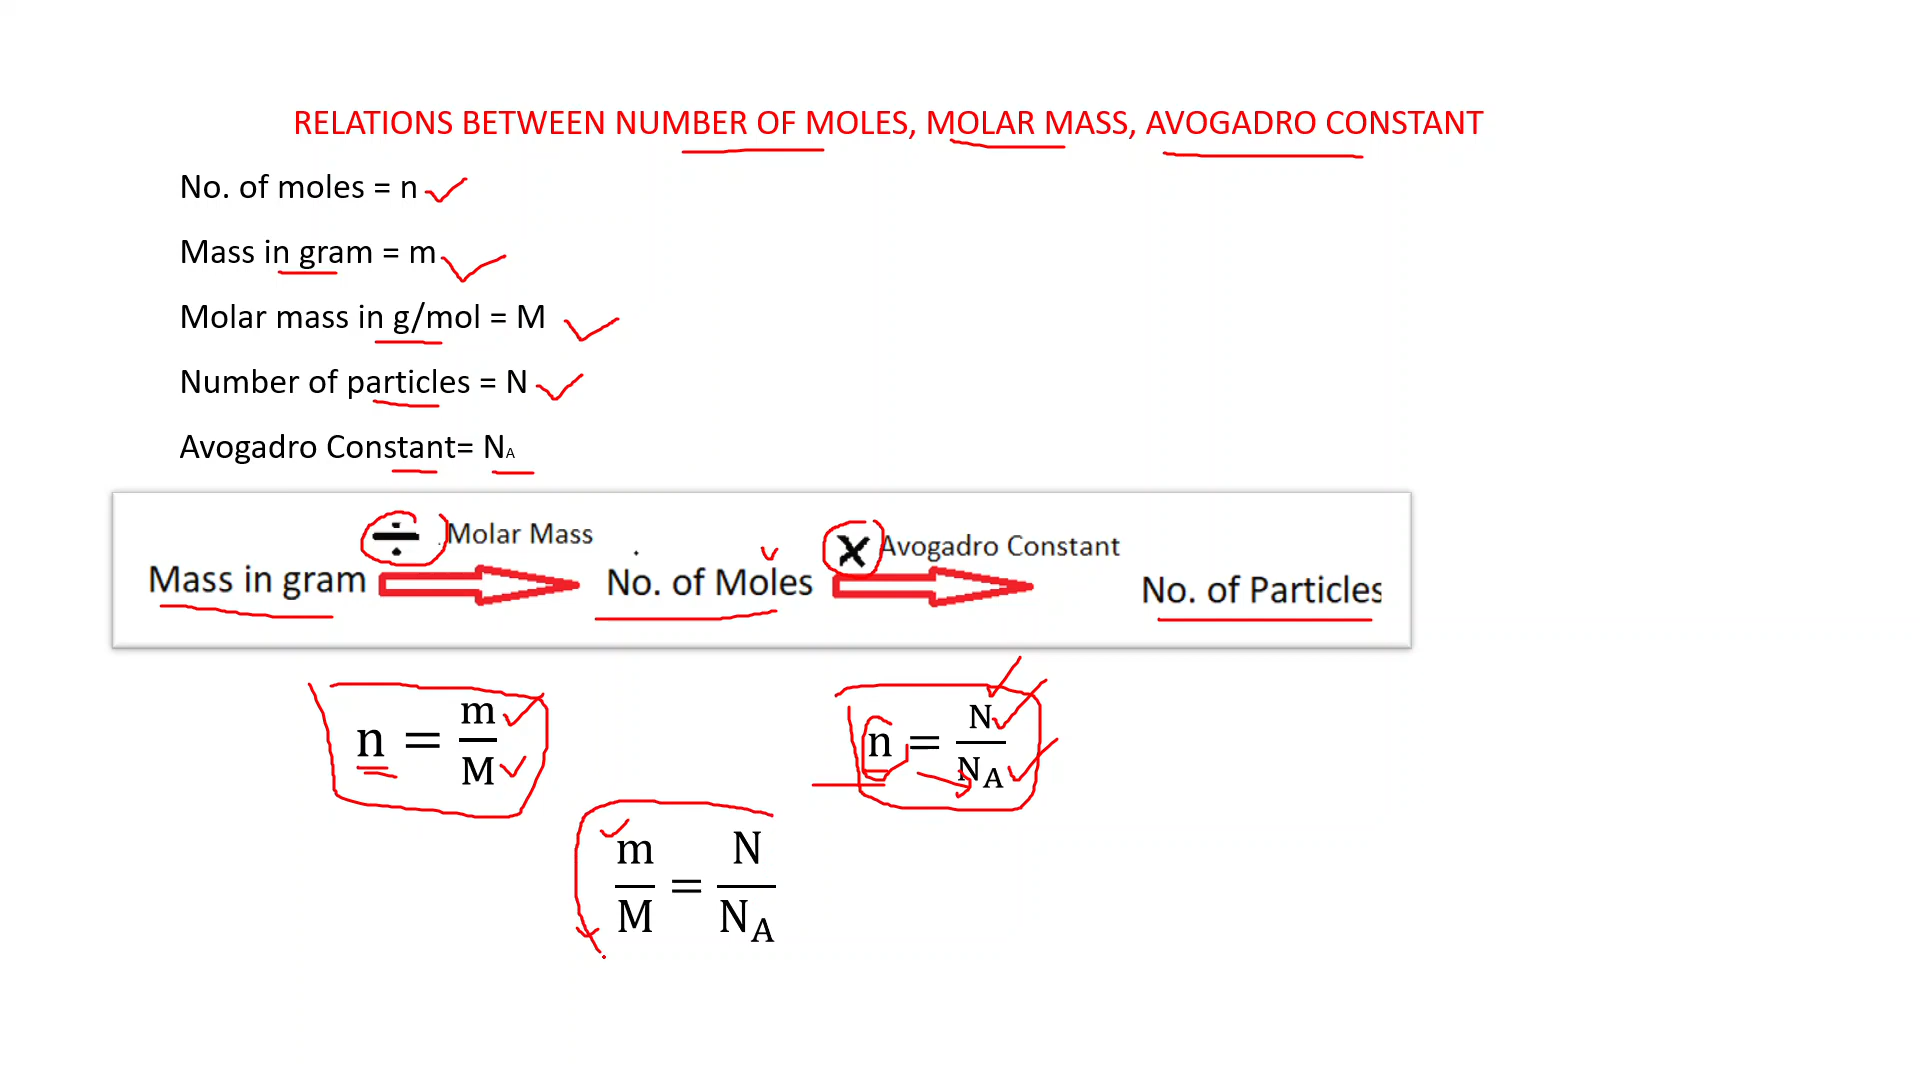 RELATIONS BETWEEN NUMBER OF MOLES, MOLAR MASS, AVOGADRO CONSTANT
No. of moles = n
Mass in gram = m
Molar mass in g/mol = M
Number of particles = N
Avogadro Constant= NA
÷ Molar Mass
× Avogadro Constant
Mass in gram No. of Moles No. of Particles
n = m/M
n = N/NA
m/M = N/NA